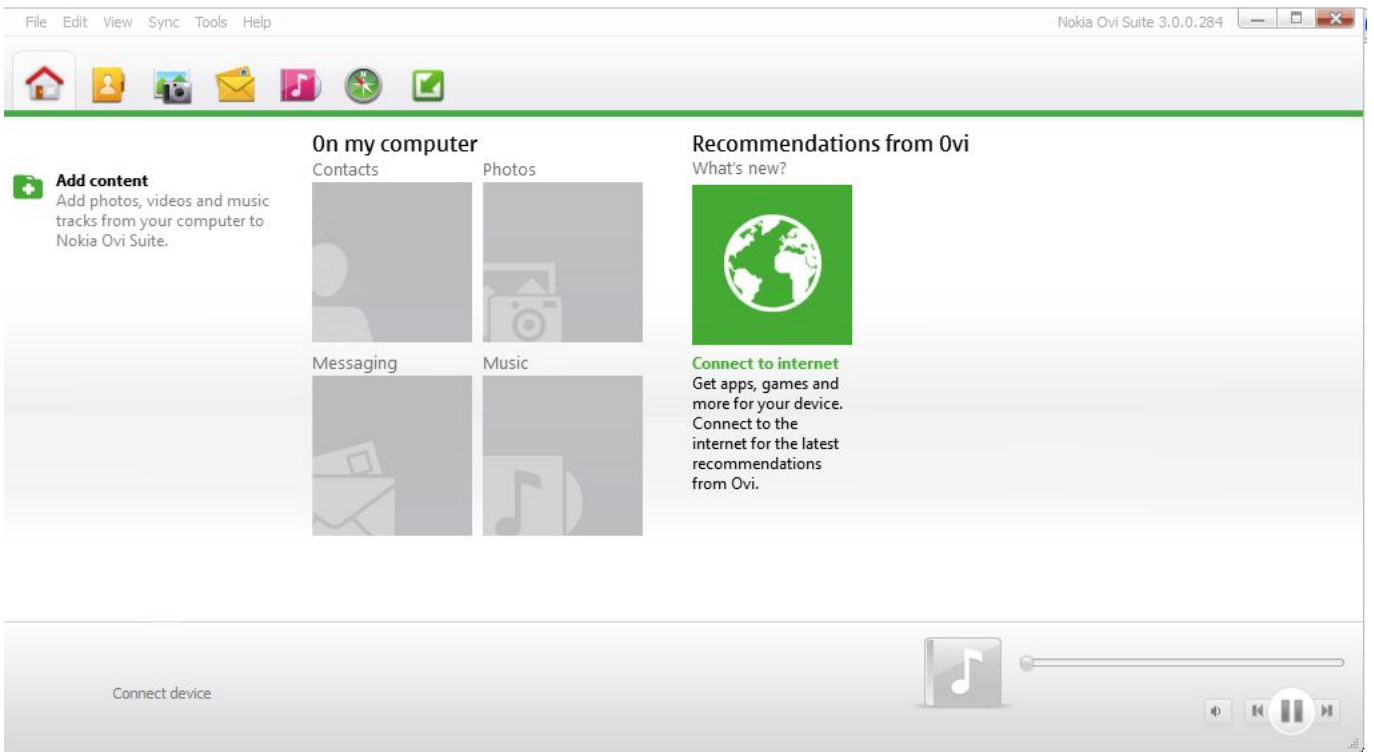 File Edit View Sync Tools Help
Nokia Ovi Suite 3.0.0.284
Add content
Add photos, videos and music
tracks from your computer to
Nokia Ovi Suite.
On my computer
Contacts
Photos
Messaging
Music
Recommendations from Ovi
What's new?
Connect to internet
Get apps, games and
more for your device.
Connect to the
internet for the latest
recommendations
from Ovi.
Connect device